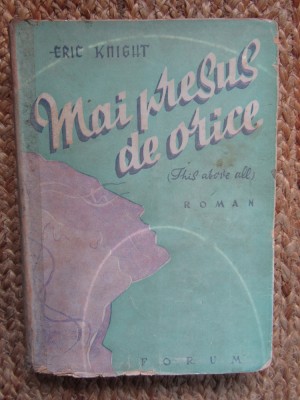 ERIC KNIGHT
Mai presus
de orice
(This above all)
ROMAN
FORUM